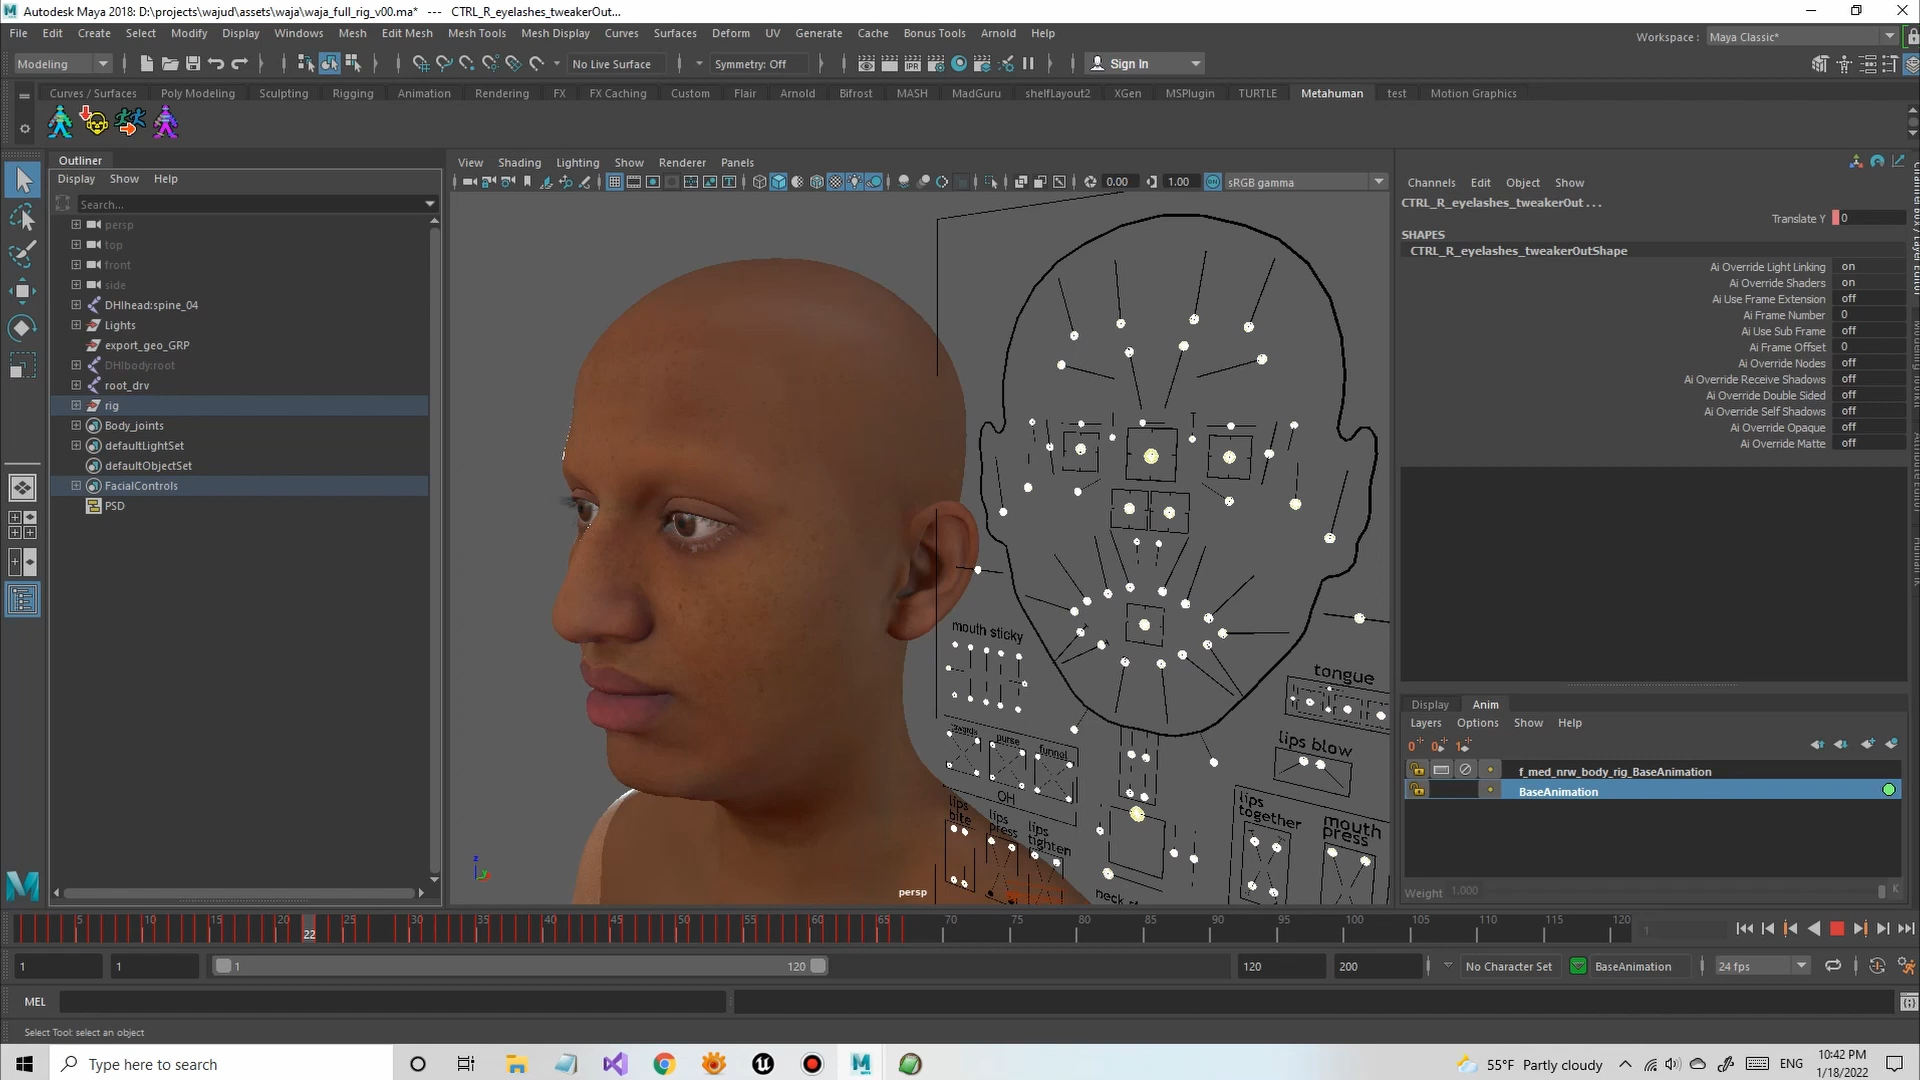 Autodesk Maya 2018: D:\projects\wajud\assets\waja\waja_full_rig_v00.ma* --- CTRL_R_eyelashes_tweakerOut...
File Edit Create Select Modify Display Windows Mesh Edit Mesh Mesh Tools Mesh Display Curves Surfaces Deform UV Generate Cache Bonus Tools Arnold Help
Workspace : Maya Classic*
Modeling No Live Surface Symmetry: Off Sign In
Curves / Surfaces Poly Modeling Sculpting Rigging Animation Rendering FX FX Caching Custom Flair Arnold Bifrost MASH MadGuru shelfLayout2 XGen MSPlugin TURTLE Metahuman test Motion Graphics
Outliner
Display Show Help
Search...
persp
top
front
side
DHIhead:spine_04
Lights
export_geo_GRP
DHIbody:root
root_drv
rig
Body_joints
defaultLightSet
defaultObjectSet
FacialControls
PSD
View Shading Lighting Show Renderer Panels
0.00 1.00 sRGB gamma
mouth sticky
tongue
lips blow
purse
funnel
OH
lips bite
lips press
lips tighten
lips together
mouth press
persp
z
y
Channels Edit Object Show
CTRL_R_eyelashes_tweakerOut . . .
Translate Y 0
SHAPES
CTRL_R_eyelashes_tweakerOutShape
Ai Override Light Linking on
Ai Override Shaders on
Ai Use Frame Extension off
Ai Frame Number 0
Ai Use Sub Frame off
Ai Frame Offset 0
Ai Override Nodes off
Ai Override Receive Shadows off
Ai Override Double Sided off
Ai Override Self Shadows off
Ai Override Opaque off
Ai Override Matte off
Display Anim
Layers Options Show Help
f_med_nrw_body_rig_BaseAnimation
BaseAnimation
Weight 1.000 K
5 10 15 20 22 25 30 35 40 45 50 55 60 65 70 75 80 85 90 95 100 105 110 115 120
1
1 1 1 120 120 200 No Character Set BaseAnimation 24 fps
MEL
Select Tool: select an object
Type here to search
55°F Partly cloudy ENG 10:42 PM
1/18/2022